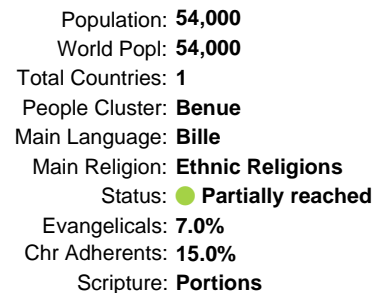 Population: 54,000
World Popl: 54,000
Total Countries: 1
People Cluster: Benue
Main Language: Bille
Main Religion: Ethnic Religions
Status: Partially reached
Evangelicals: 7.0%
Chr Adherents: 15.0%
Scripture: Portions